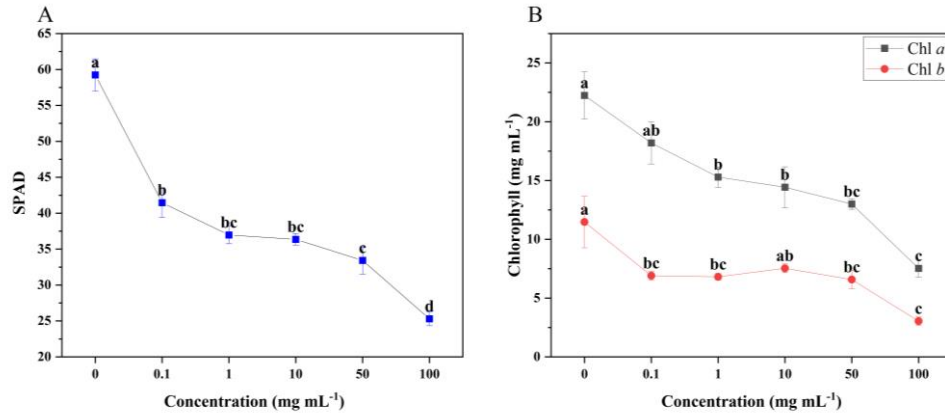 A
65
60
55
50
45
40
35
30
25
20
SPAD
a
b
bc
bc
c
d
0 0.1 1 10 50 100
Concentration (mg mL⁻¹)
B
25
20
15
10
5
0
Chlorophyll (mg mL⁻¹)
Chl a
Chl b
a
ab
b
b
bc
c
a
bc
bc
ab
bc
c
0 0.1 1 10 50 100
Concentration (mg mL⁻¹)